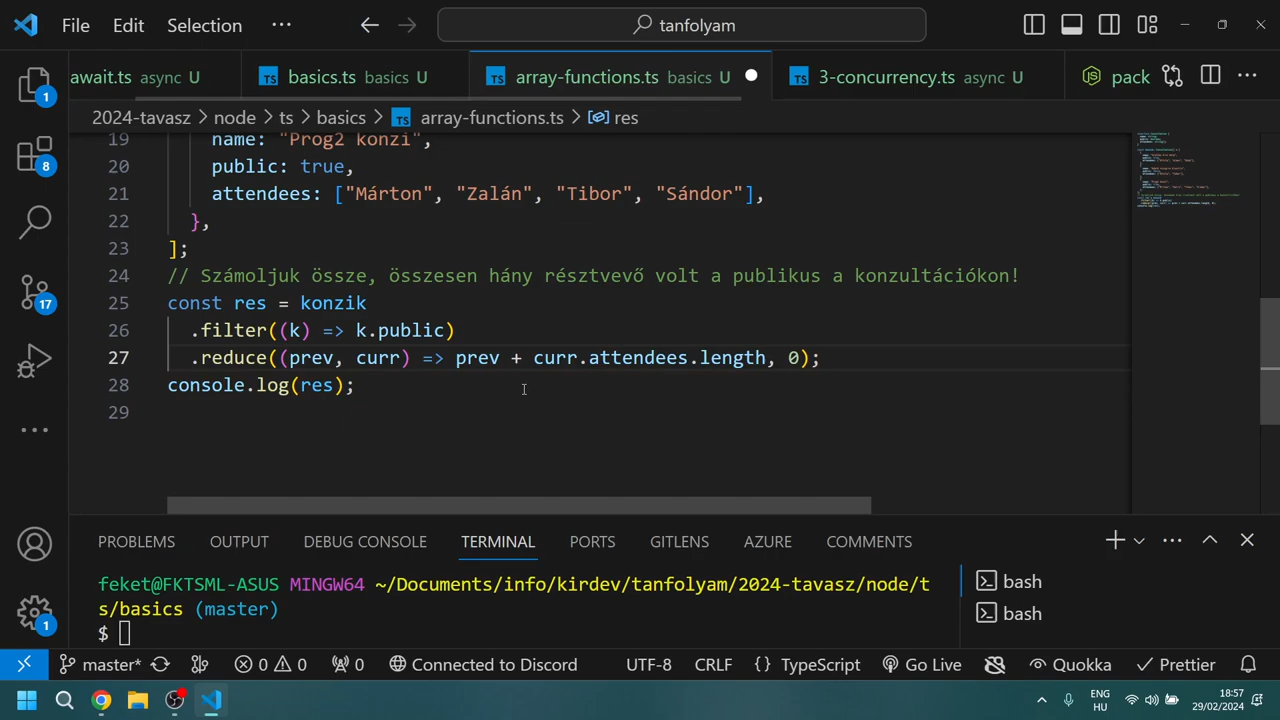 File Edit Selection ··· tanfolyam
await.ts async U basics.ts basics U array-functions.ts basics U 3-concurrency.ts async U pack
2024-tavasz > node > ts > basics > array-functions.ts > res
19 name: "Prog2 konzi",
20 public: true,
21 attendees: ["Márton", "Zalán", "Tibor", "Sándor"],
22 },
23 ];
24 // Számoljuk össze, összesen hány résztvevő volt a publikus a konzultációkon!
25 const res = konzik
26 .filter((k) => k.public)
27 .reduce((prev, curr) => prev + curr.attendees.length, 0);
28 console.log(res);
29
1
8
17
1
PROBLEMS OUTPUT DEBUG CONSOLE TERMINAL PORTS GITLENS AZURE COMMENTS
feket@FKTSML-ASUS MINGW64 ~/Documents/info/kirdev/tanfolyam/2024-tavasz/node/t
s/basics (master)
$
bash
bash
master* 0 0 0 Connected to Discord UTF-8 CRLF {} TypeScript Go Live Quokka Prettier
ENG 18:57
HU 29/02/2024